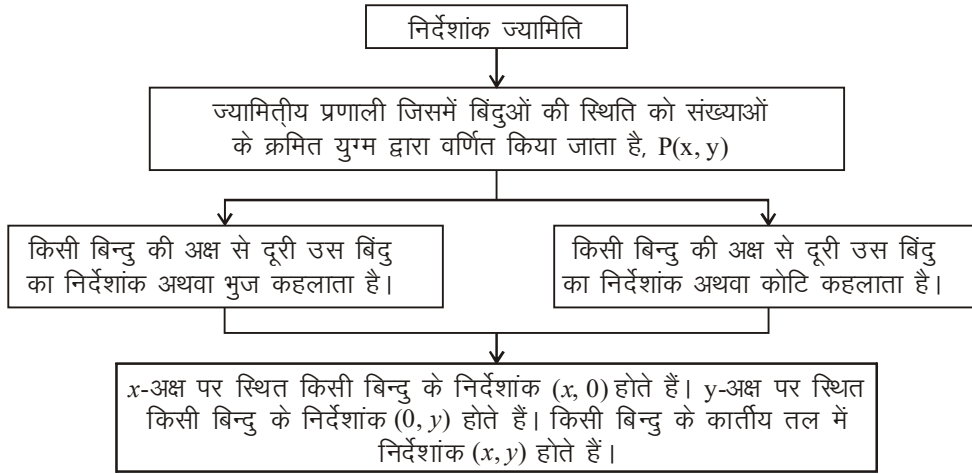 निर्देशांक ज्यामिति
ज्यामिती्य प्रणाली जिसमें बिंदुओं की स्थिति को संख्याओं
के क्रमित युग्म द्वारा वर्णित किया जाता है, P(x, y)
किसी बिन्दु की अक्ष से दूरी उस बिंदु
का निर्देशांक अथवा भुज कहलाता है।
किसी बिन्दु की अक्ष से दूरी उस बिंदु
का निर्देशांक अथवा कोटि कहलाता है।
x-अक्ष पर स्थित किसी बिन्दु के निर्देशांक (x, 0) होते हैं। y-अक्ष पर स्थित
किसी बिन्दु के निर्देशांक (0, y) होते हैं। किसी बिन्दु के कार्तीय तल में
निर्देशांक (x, y) होते हैं।